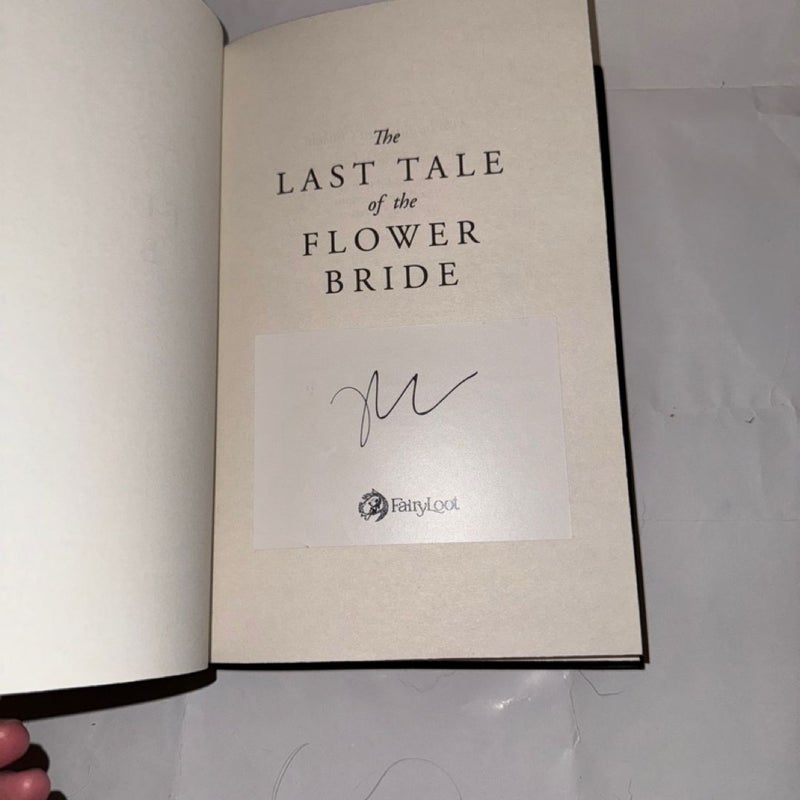 The
LAST TALE
of the
FLOWER
BRIDE
FairyLoot